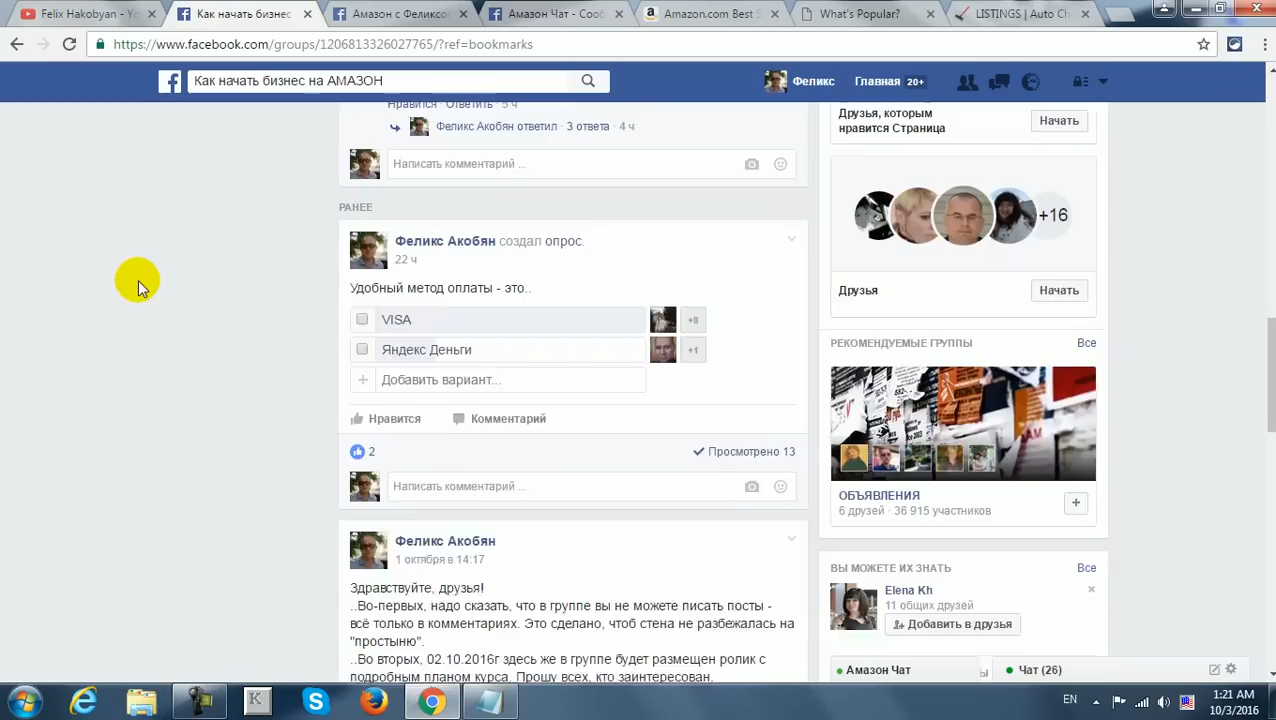 Felix Hakobyan - Yo
Как начать бизнес
Амазон с Феликсо
Амазон Чат - Соо
Amazon.com Best S
What's Popular?
LISTINGS | Auto Ch
https://www.facebook.com/groups/1206813326027765/?ref=bookmarks
Как начать бизнес на АМАЗОН
Феликс
Главная 20+
Нравится · Ответить · 5 ч
Феликс Акобян ответил · 3 ответа · 4 ч
Написать комментарий ...
РАНЕЕ
Феликс Акобян создал опрос.
22 ч
Удобный метод оплаты - это..
VISA
+8
Яндекс Деньги
+1
Добавить вариант...
Нравится
Комментарий
2
Просмотрено 13
Написать комментарий ...
Феликс Акобян
1 октября в 14:17
Здравствуйте, друзья!
..Во-первых, надо сказать, что в группе вы не можете писать посты -
всё только в комментариях. Это сделано, чтоб стена не разбежалась на
"простыню".
..Во вторых, 02.10.2016г здесь же в группе будет размещен ролик с
подробным планом курса. Прошу всех, кто заинтересован,
Друзья, которым
нравится Страница
Начать
+16
Друзья
Начать
РЕКОМЕНДУЕМЫЕ ГРУППЫ
Все
ОБЪЯВЛЕНИЯ
6 друзей · 36 915 участников
ВЫ МОЖЕТЕ ИХ ЗНАТЬ
Все
Elena Kh
11 общих друзей
Добавить в друзья
Амазон Чат
Чат (26)
EN
1:21 AM
10/3/2016